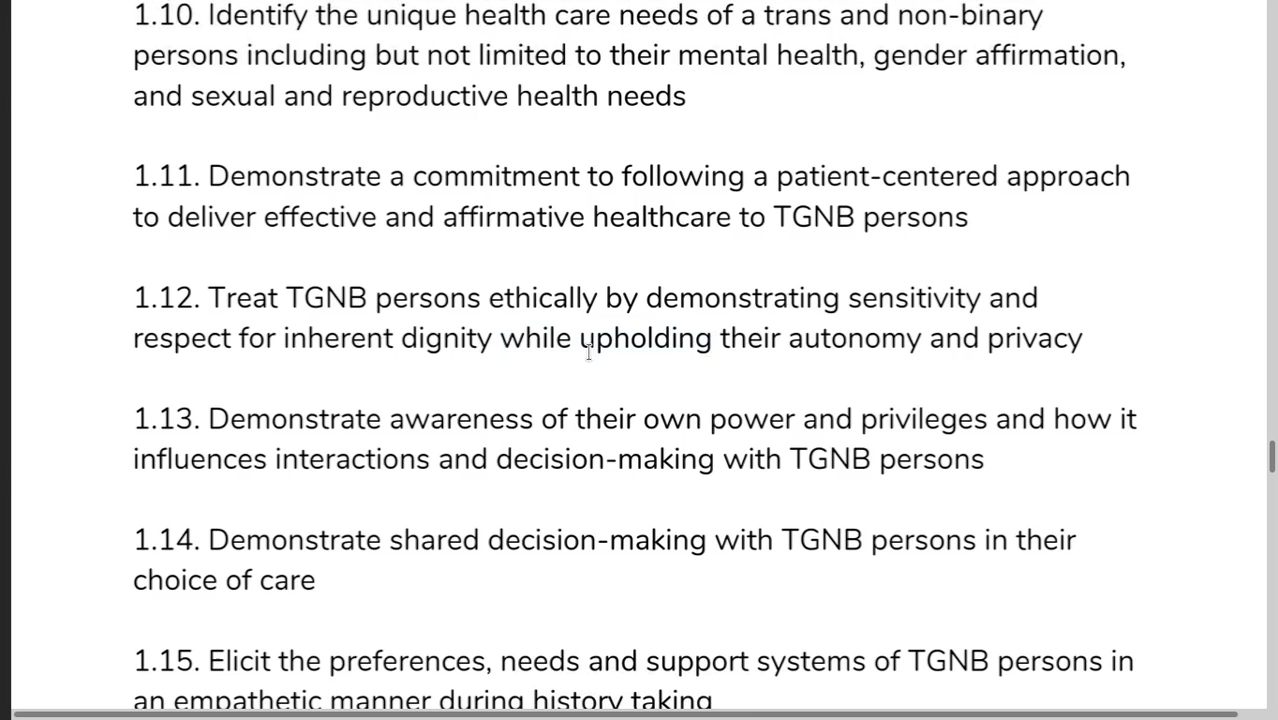 1.10. Identify the unique health care needs of a trans and non-binary
persons including but not limited to their mental health, gender affirmation,
and sexual and reproductive health needs
1.11. Demonstrate a commitment to following a patient-centered approach
to deliver effective and affirmative healthcare to TGNB persons
1.12. Treat TGNB persons ethically by demonstrating sensitivity and
respect for inherent dignity while upholding their autonomy and privacy
1.13. Demonstrate awareness of their own power and privileges and how it
influences interactions and decision-making with TGNB persons
1.14. Demonstrate shared decision-making with TGNB persons in their
choice of care
1.15. Elicit the preferences, needs and support systems of TGNB persons in
an empathetic manner during history taking